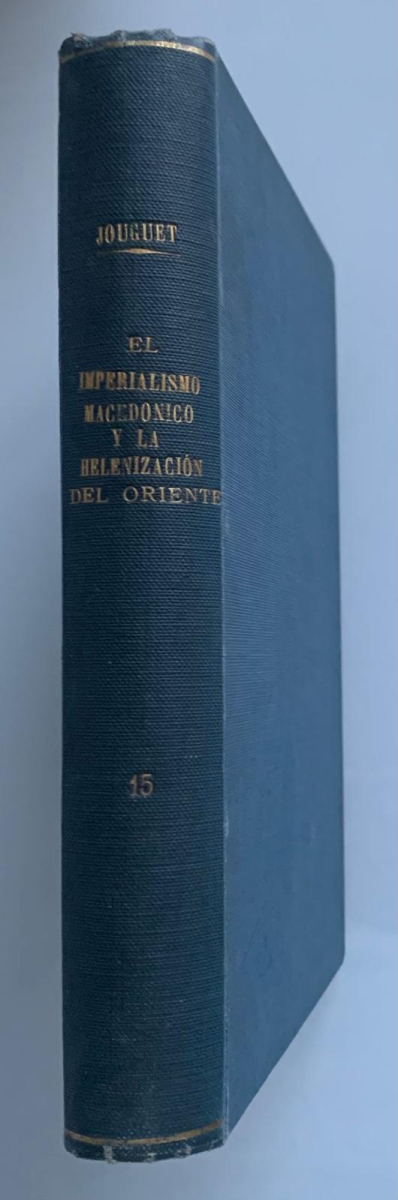 JOUGUET
EL
IMPERIALISMO
MACEDONICO
Y LA
HELENIZACIÓN
DEL ORIENTE
15